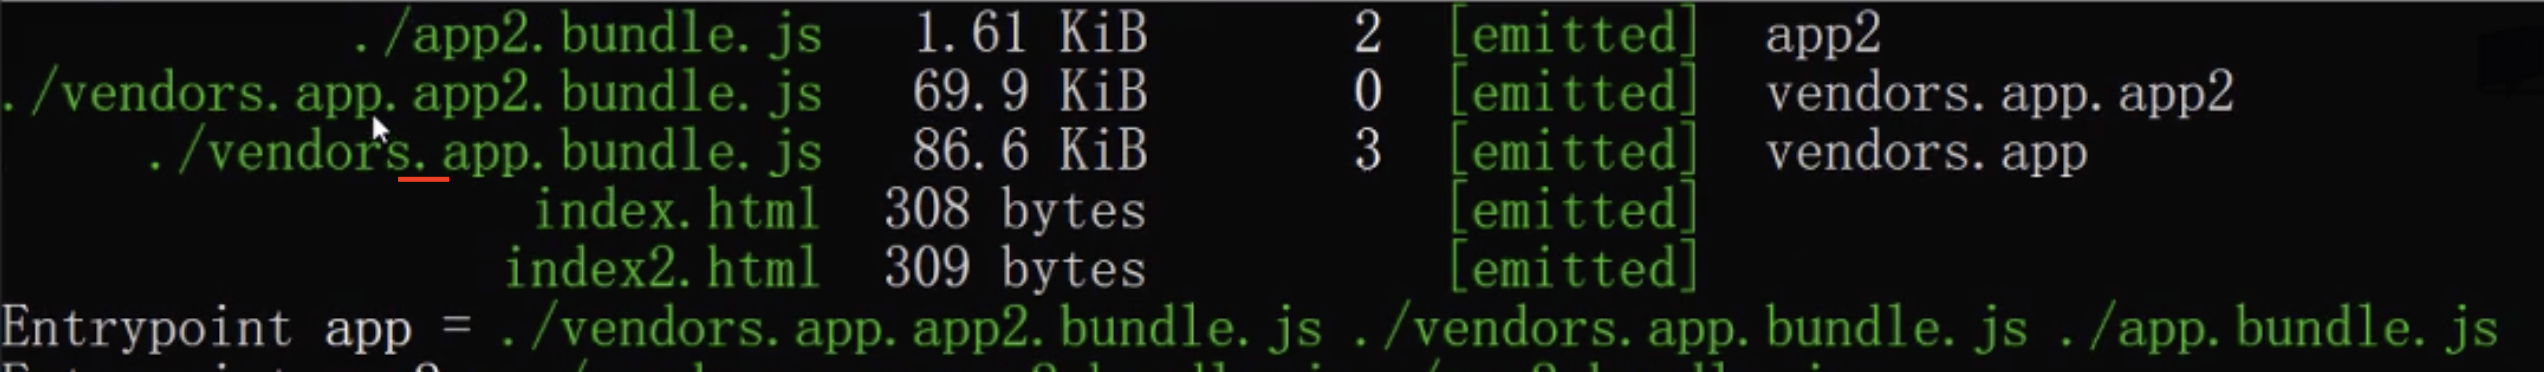 ./app2.bundle.js 1.61 KiB 2 [emitted] app2
./vendors.app.app2.bundle.js 69.9 KiB 0 [emitted] vendors.app.app2
./vendors.app.bundle.js 86.6 KiB 3 [emitted] vendors.app
index.html 308 bytes [emitted]
index2.html 309 bytes [emitted]
Entrypoint app = ./vendors.app.app2.bundle.js ./vendors.app.bundle.js ./app.bundle.js